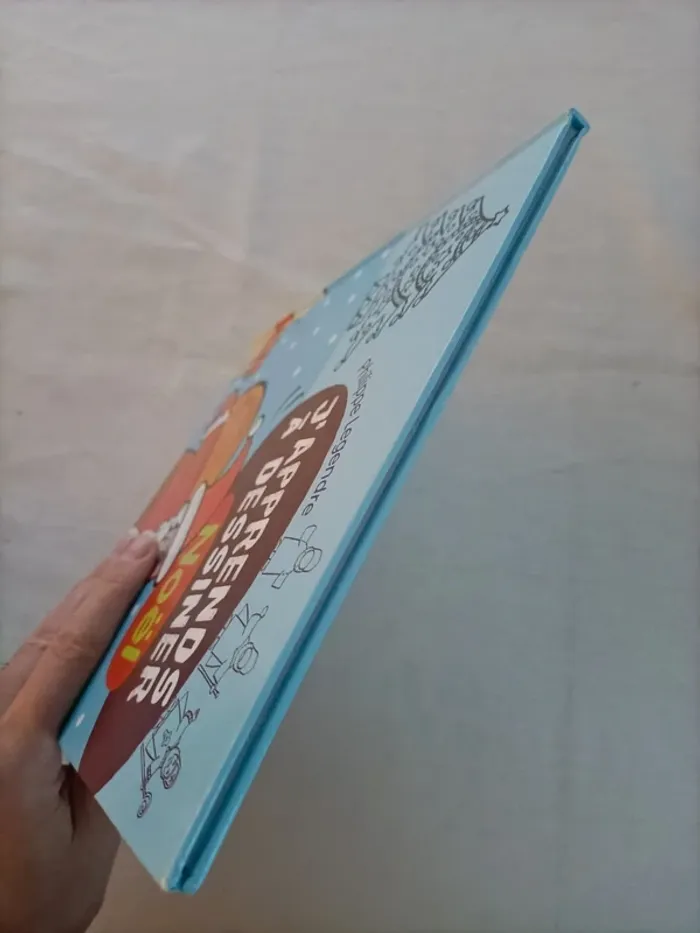 philippe Legendre
J'APPRENDS
À DESSINER
Noël